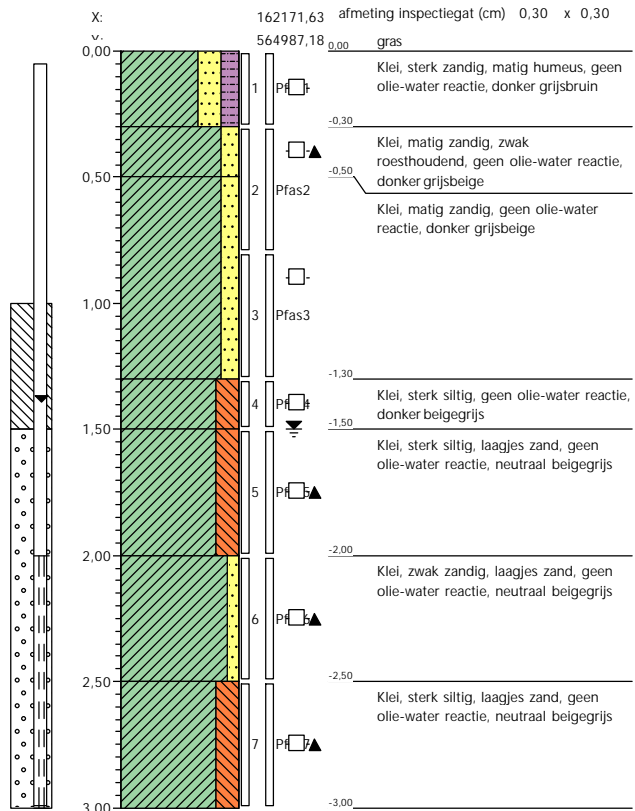 X: 162171,63 afmeting inspectiegat (cm) 0,30 x 0,30
564987,18
0,00
0,00 gras
1
Klei, sterk zandig, matig humeus, geen
olie-water reactie, donker grijsbruin
-0,30
Klei, matig zandig, zwak
roesthoudend, geen olie-water reactie,
donker grijsbeige
0,50
-0,50
2 Pfas2
Klei, matig zandig, geen olie-water
reactie, donker grijsbeige
1,00
3 Pfas3
-1,30
4
Klei, sterk siltig, geen olie-water reactie,
donker beigegrijs
1,50
-1,50
5
Klei, sterk siltig, laagjes zand, geen
olie-water reactie, neutraal beigegrijs
2,00
-2,00
6
Klei, zwak zandig, laagjes zand, geen
olie-water reactie, neutraal beigegrijs
2,50
-2,50
7
Klei, sterk siltig, laagjes zand, geen
olie-water reactie, neutraal beigegrijs
3,00
-3,00